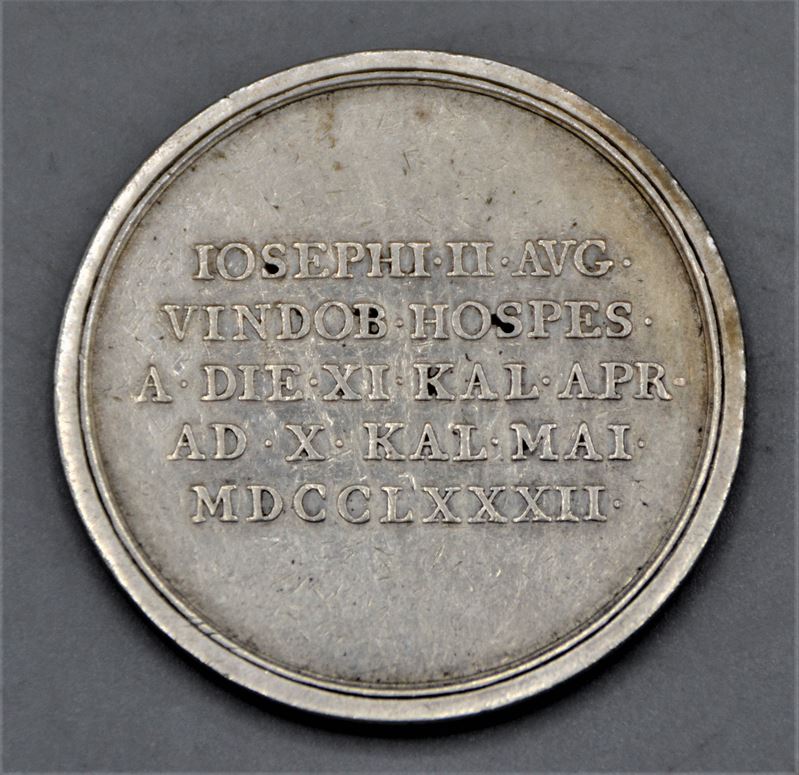 IOSEPHI·II·AVG·
VINDOB·HOSPES·
A·DIE·XI·KAL·APR·
AD·X·KAL·MAI·
MDCCLXXXII·